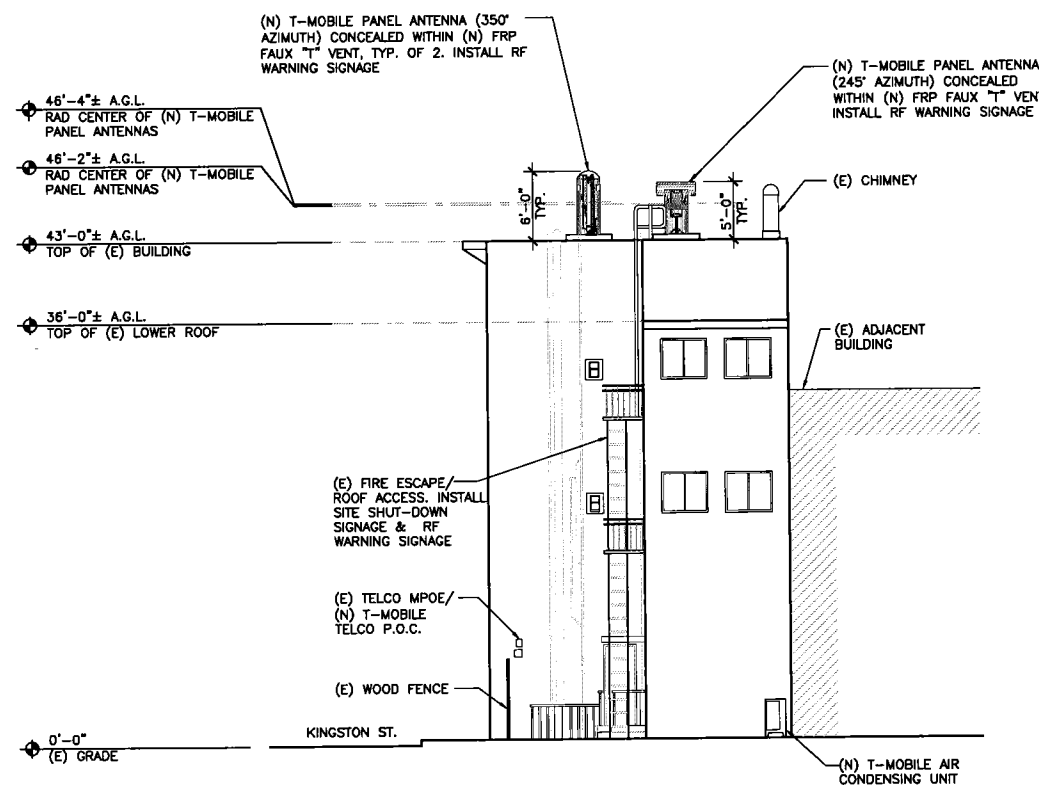 (N) T-MOBILE PANEL ANTENNA (350°
AZIMUTH) CONCEALED WITHIN (N) FRP
FAUX "T" VENT, TYP. OF 2. INSTALL RF
WARNING SIGNAGE
(N) T-MOBILE PANEL ANTENNA
(245° AZIMUTH) CONCEALED
WITHIN (N) FRP FAUX "T" VENT
INSTALL RF WARNING SIGNAGE
46'-4"± A.G.L.
RAD CENTER OF (N) T-MOBILE
PANEL ANTENNAS
46'-2"± A.G.L.
RAD CENTER OF (N) T-MOBILE
PANEL ANTENNAS
6'-0"
TYP.
5'-0"
TYP.
(E) CHIMNEY
43'-0"± A.G.L.
TOP OF (E) BUILDING
36'-0"± A.G.L.
TOP OF (E) LOWER ROOF
(E) ADJACENT
BUILDING
(E) FIRE ESCAPE/
ROOF ACCESS. INSTALL
SITE SHUT-DOWN
SIGNAGE & RF
WARNING SIGNAGE
(E) TELCO MPOE/
(N) T-MOBILE
TELCO P.O.C.
(E) WOOD FENCE
KINGSTON ST.
0'-0"
(E) GRADE
(N) T-MOBILE AIR
CONDENSING UNIT